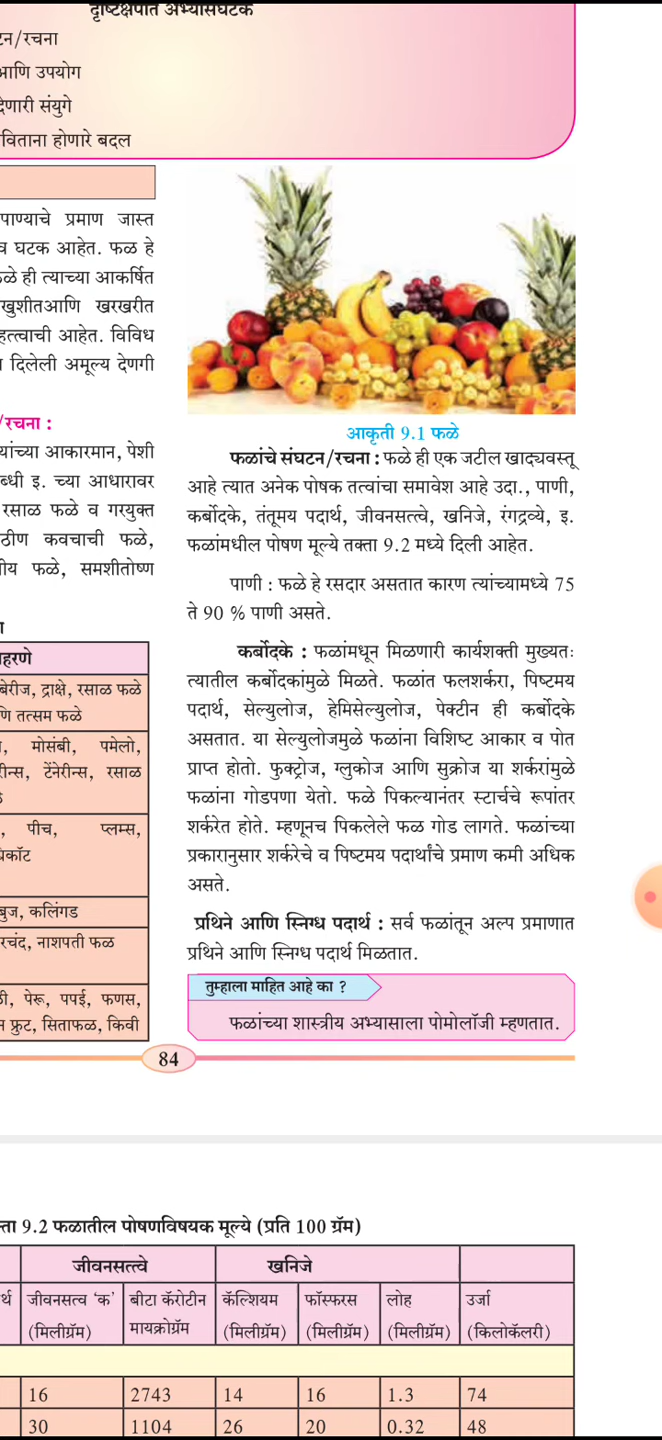 दृष्टिक्षेपात अभ्यासघटक
/रचना
आणि उपयोग
देणारी संयुगे
होणारे बदल
पाण्याचे प्रमाण जास्त
व घटक आहेत. फळ हे
ही त्याच्या आकर्षित
खुशीतआणि खरखरीत
आहेत. विविध
दिलेली अमूल्य देणगी
/रचना :
आकारमान, पेशी
इ. च्या आधारावर
रसाळ फळे व गरयुक्त
कवचाची फळे,
फळे, समशीतोष्ण
बेरीज, द्राक्षे, रसाळ फळे
तत्सम फळे
मोसंबी, पमेलो,
टॅनेरीन्स, रसाळ
, पीच, प्लम्स,
कलिंगड
नाशपती फळ
पेरू, पपई, फणस,
फ्रुट, सिताफळ, किवी
आकृती 9.1 फळे
फळांचे संघटन/रचना : फळे ही एक जटील खाद्यवस्तू
आहे त्यात अनेक पोषक तत्वांचा समावेश आहे उदा., पाणी,
कर्बोदके, तंतूमय पदार्थ, जीवनसत्त्वे, खनिजे, रंगद्रव्ये, इ.
फळांमधील पोषण मूल्ये तक्ता 9.2 मध्ये दिली आहेत.
पाणी : फळे हे रसदार असतात कारण त्यांच्यामध्ये 75
ते 90 % पाणी असते.
कर्बोदके : फळांमधून मिळणारी कार्यशक्ती मुख्यतः
त्यातील कर्बोदकांमुळे मिळते. फळांत फलशर्करा, पिष्टमय
पदार्थ, सेल्युलोज, हेमिसेल्युलोज, पेक्टीन ही कर्बोदके
असतात. या सेल्युलोजमुळे फळांना विशिष्ट आकार व पोत
प्राप्त होतो. फुक्ट्रोज, ग्लुकोज आणि सुक्रोज या शर्करांमुळे
फळांना गोडपणा येतो. फळे पिकल्यानंतर स्टार्चचे रूपांतर
शर्करेत होते. म्हणूनच पिकलेले फळ गोड लागते. फळांच्या
प्रकारानुसार शर्करेचे व पिष्टमय पदार्थांचे प्रमाण कमी अधिक
असते.
प्रथिने आणि स्निग्ध पदार्थ : सर्व फळांतून अल्प प्रमाणात
प्रथिने आणि स्निग्ध पदार्थ मिळतात.
तुम्हाला माहित आहे का ?
फळांच्या शास्त्रीय अभ्यासाला पोमोलॉजी म्हणतात.
84
9.2 फळातील पोषणविषयक मूल्ये (प्रति 100 ग्रॅम)
जीवनसत्त्वे खनिजे
जीवनसत्व ‘क’ बीटा कॅरोटीन कॅल्शियम फॉस्फरस लोह उर्जा
(मिलीग्रॅम) मायक्रोग्रॅम (मिलीग्रॅम) (मिलीग्रॅम) (मिलीग्रॅम) (किलोकॅलरी)
16 2743 14 16 1.3 74
30 1104 26 20 0.32 48